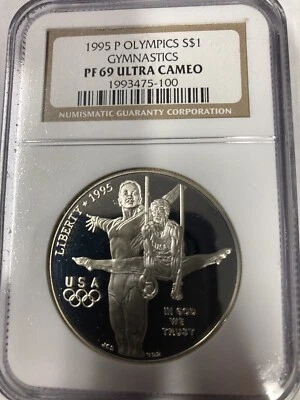 1995 P OLYMPICS S$1
GYMNASTICS
PF 69 ULTRA CAMEO
1993475-100
NUMISMATIC GUARANTY CORPORATION
LIBERTY 1995
USA
IN GOD
WE
TRUST